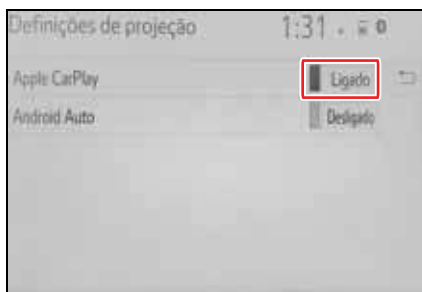 Definições de projeção 1:31
Apple CarPlay Ligado
Android Auto Desligado